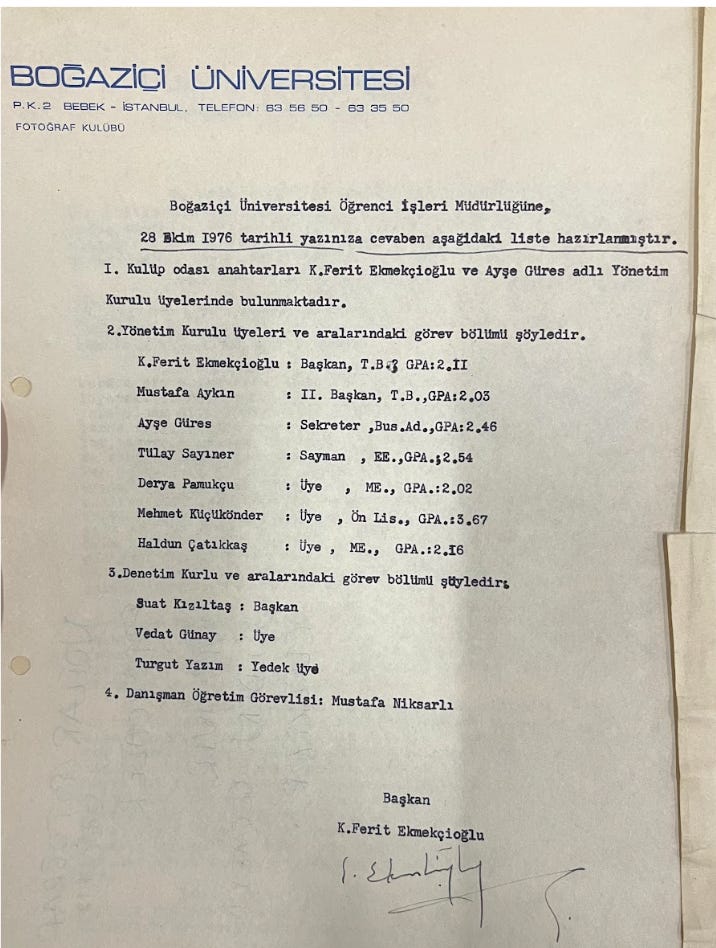 BOĞAZİÇİ ÜNİVERSİTESİ
P.K.2 BEBEK - İSTANBUL, TELEFON: 63 56 50 - 63 35 50
FOTOĞRAF KULÜBÜ
Boğaziçi Üniversitesi Öğrenci İşleri Müdürlüğüne,
28 Ekim I976 tarihli yazınıza cevaben aşağıdaki liste hazırlanmıştır.
I. Kulüp odası anahtarları K.Ferit Ekmekçioğlu ve Ayşe Güres adlı Yönetim
Kurulu üyelerinde bulunmaktadır.
2.Yönetim Kurulu üyeleri ve aralarındaki görev bölümü şöyledir.
K.Ferit Ekmekçioğlu : Başkan, T.B. GPA:2.II
Mustafa Aykın : II. Başkan, T.B.,GPA:2.03
Ayşe Güres : Sekreter ,Bus.Ad.,GPA:2.46
Tülay Sayıner : Sayman , EE.,GPA.:2.54
Derya Pamukçu : Üye , ME., GPA.:2.02
Mehmet Küçükönder : Üye , Ön Lis., GPA.:3.67
Haldun Çatıkkaş : Üye , ME., GPA.:2.I6
3.Denetim Kurlu ve aralarındaki görev bölümü şöyledir:
Suat Kızıltaş : Başkan
Vedat Günay : Üye
Turgut Yazım : Yedek Üye
4. Danışman Öğretim Görevlisi: Mustafa Niksarlı
Başkan
K.Ferit Ekmekçioğlu